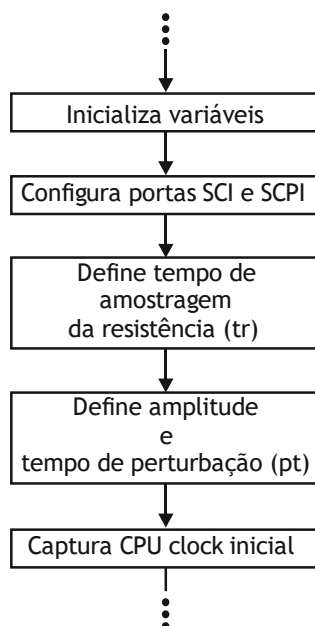 Inicializa variáveis
Configura portas SCI e SCPI
Define tempo de
amostragem
da resistência (tr)
Define amplitude
e
tempo de perturbação (pt)
Captura CPU clock inicial